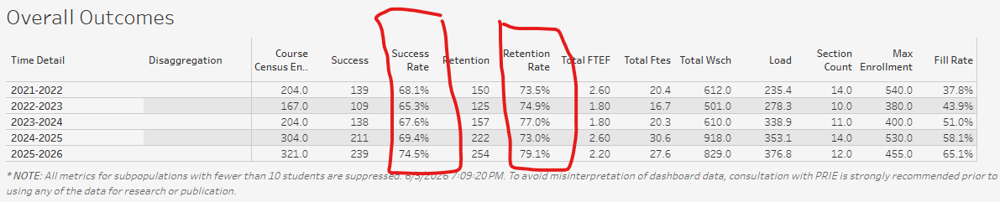 Overall Outcomes
Time Detail Disaggregation Course Census En.. Success Success Rate Retention Retention Rate Total FTEF Total Ftes Total Wsch Load Section Count Max Enrollment Fill Rate
2021-2022 204.0 139 68.1% 150 73.5% 2.60 20.4 612.0 235.4 14.0 540.0 37.8%
2022-2023 167.0 109 65.3% 125 74.9% 1.80 16.7 501.0 278.3 10.0 380.0 43.9%
2023-2024 204.0 138 67.6% 157 77.0% 1.80 20.3 610.0 338.9 11.0 400.0 51.0%
2024-2025 304.0 211 69.4% 222 73.0% 2.60 30.6 918.0 353.1 14.0 530.0 58.1%
2025-2026 321.0 239 74.5% 254 79.1% 2.20 27.6 829.0 376.8 12.0 455.0 65.1%
* NOTE: All metrics for subpopulations with fewer than 10 students are suppressed. 7:09:20 PM. To avoid misinterpretation of dashboard data, consultation with PRIE is strongly recommended prior to
using any of the data for research or publication.